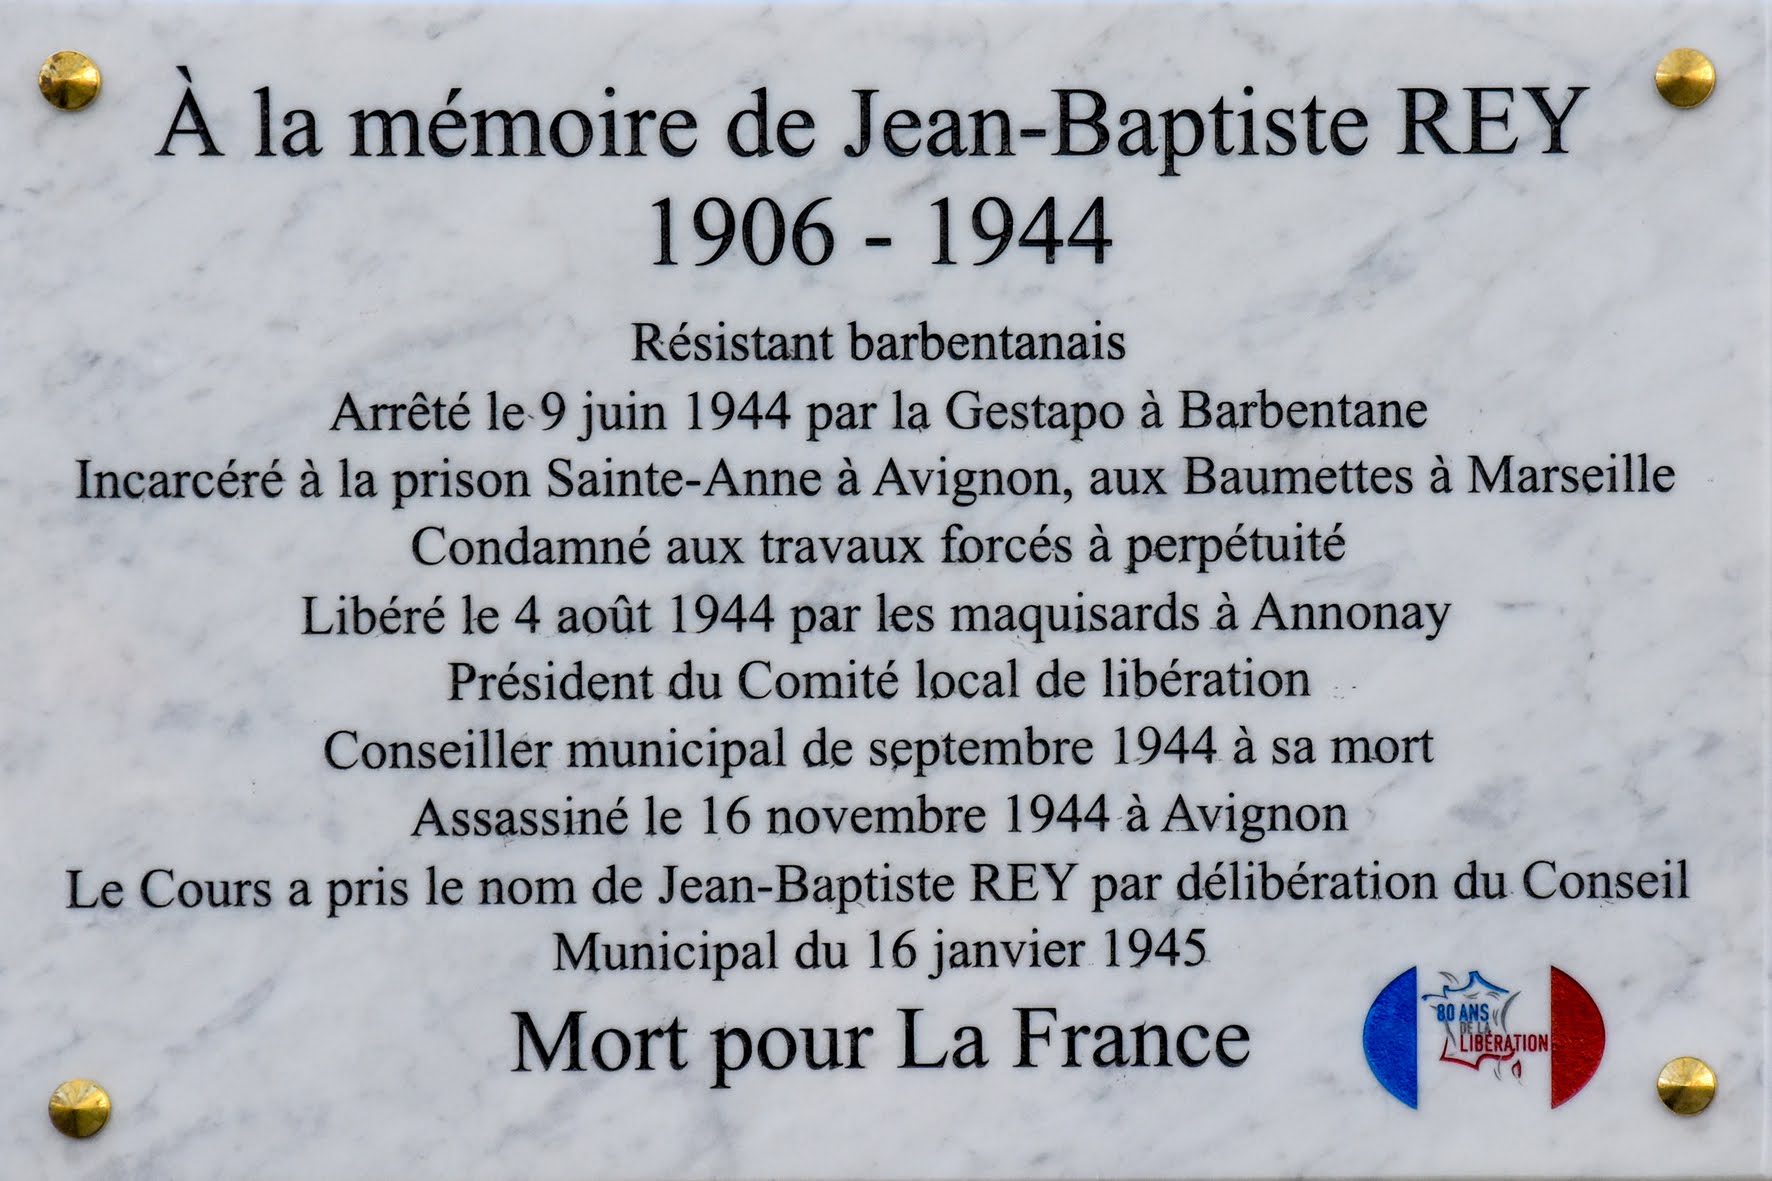 À la mémoire de Jean-Baptiste REY
1906 - 1944
Résistant barbentanais
Arrêté le 9 juin 1944 par la Gestapo à Barbentane
Incarcéré à la prison Sainte-Anne à Avignon, aux Baumettes à Marseille
Condamné aux travaux forcés à perpétuité
Libéré le 4 août 1944 par les maquisards à Annonay
Président du Comité local de libération
Conseiller municipal de septembre 1944 à sa mort
Assassiné le 16 novembre 1944 à Avignon
Le Cours a pris le nom de Jean-Baptiste REY par délibération du Conseil
Municipal du 16 janvier 1945
Mort pour La France
80 ANS
DE LA
LIBÉRATION